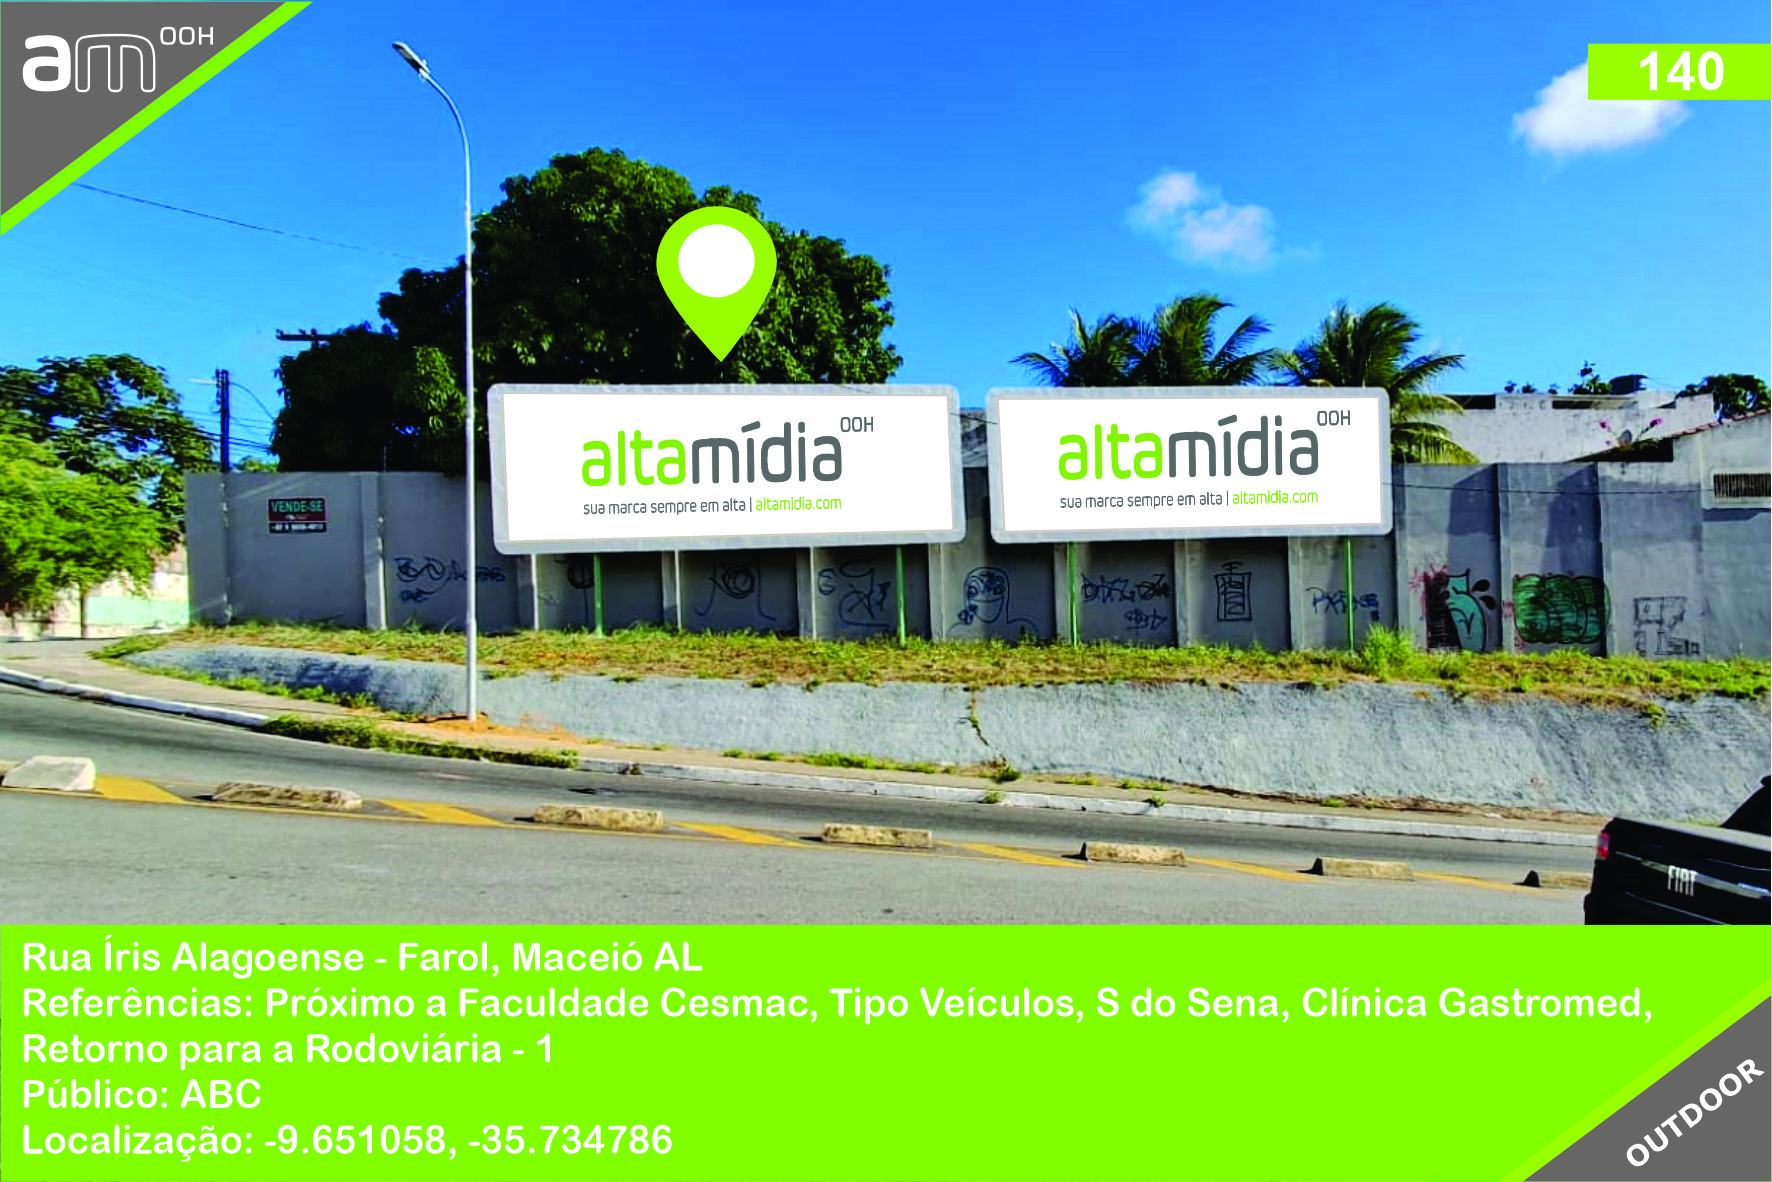 am OOH
140
altamídia OOH
sua marca sempre em alta | altamidia.com
altamídia OOH
sua marca sempre em alta | altamidia.com
VENDE-SE
FIAT
Rua Íris Alagoense - Farol, Maceió AL
Referências: Próximo a Faculdade Cesmac, Tipo Veículos, S do Sena, Clínica Gastromed,
Retorno para a Rodoviária - 1
Público: ABC
Localização: -9.651058, -35.734786
OUTDOOR